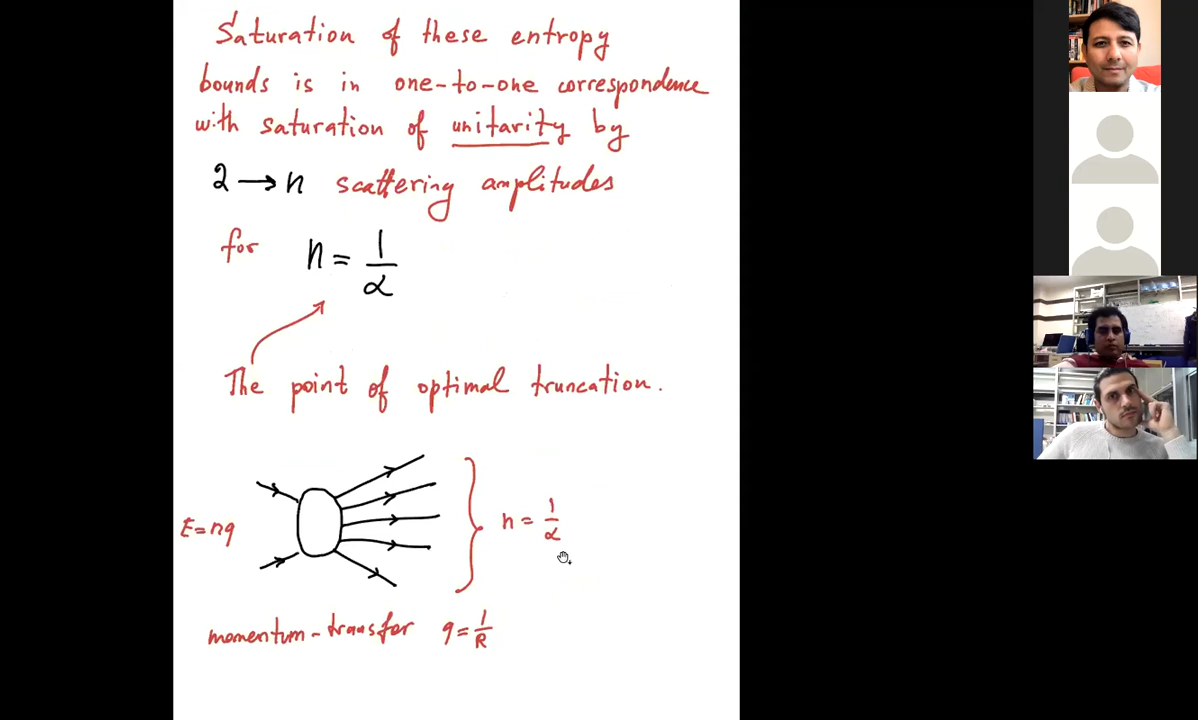 Saturation of these entropy
bounds is in one-to-one correspondence
with saturation of unitarity by
2 → n scattering amplitudes
for n = 1/α
The point of optimal truncation.
E=nq
n = 1/α
momentum-transfer q = 1/R